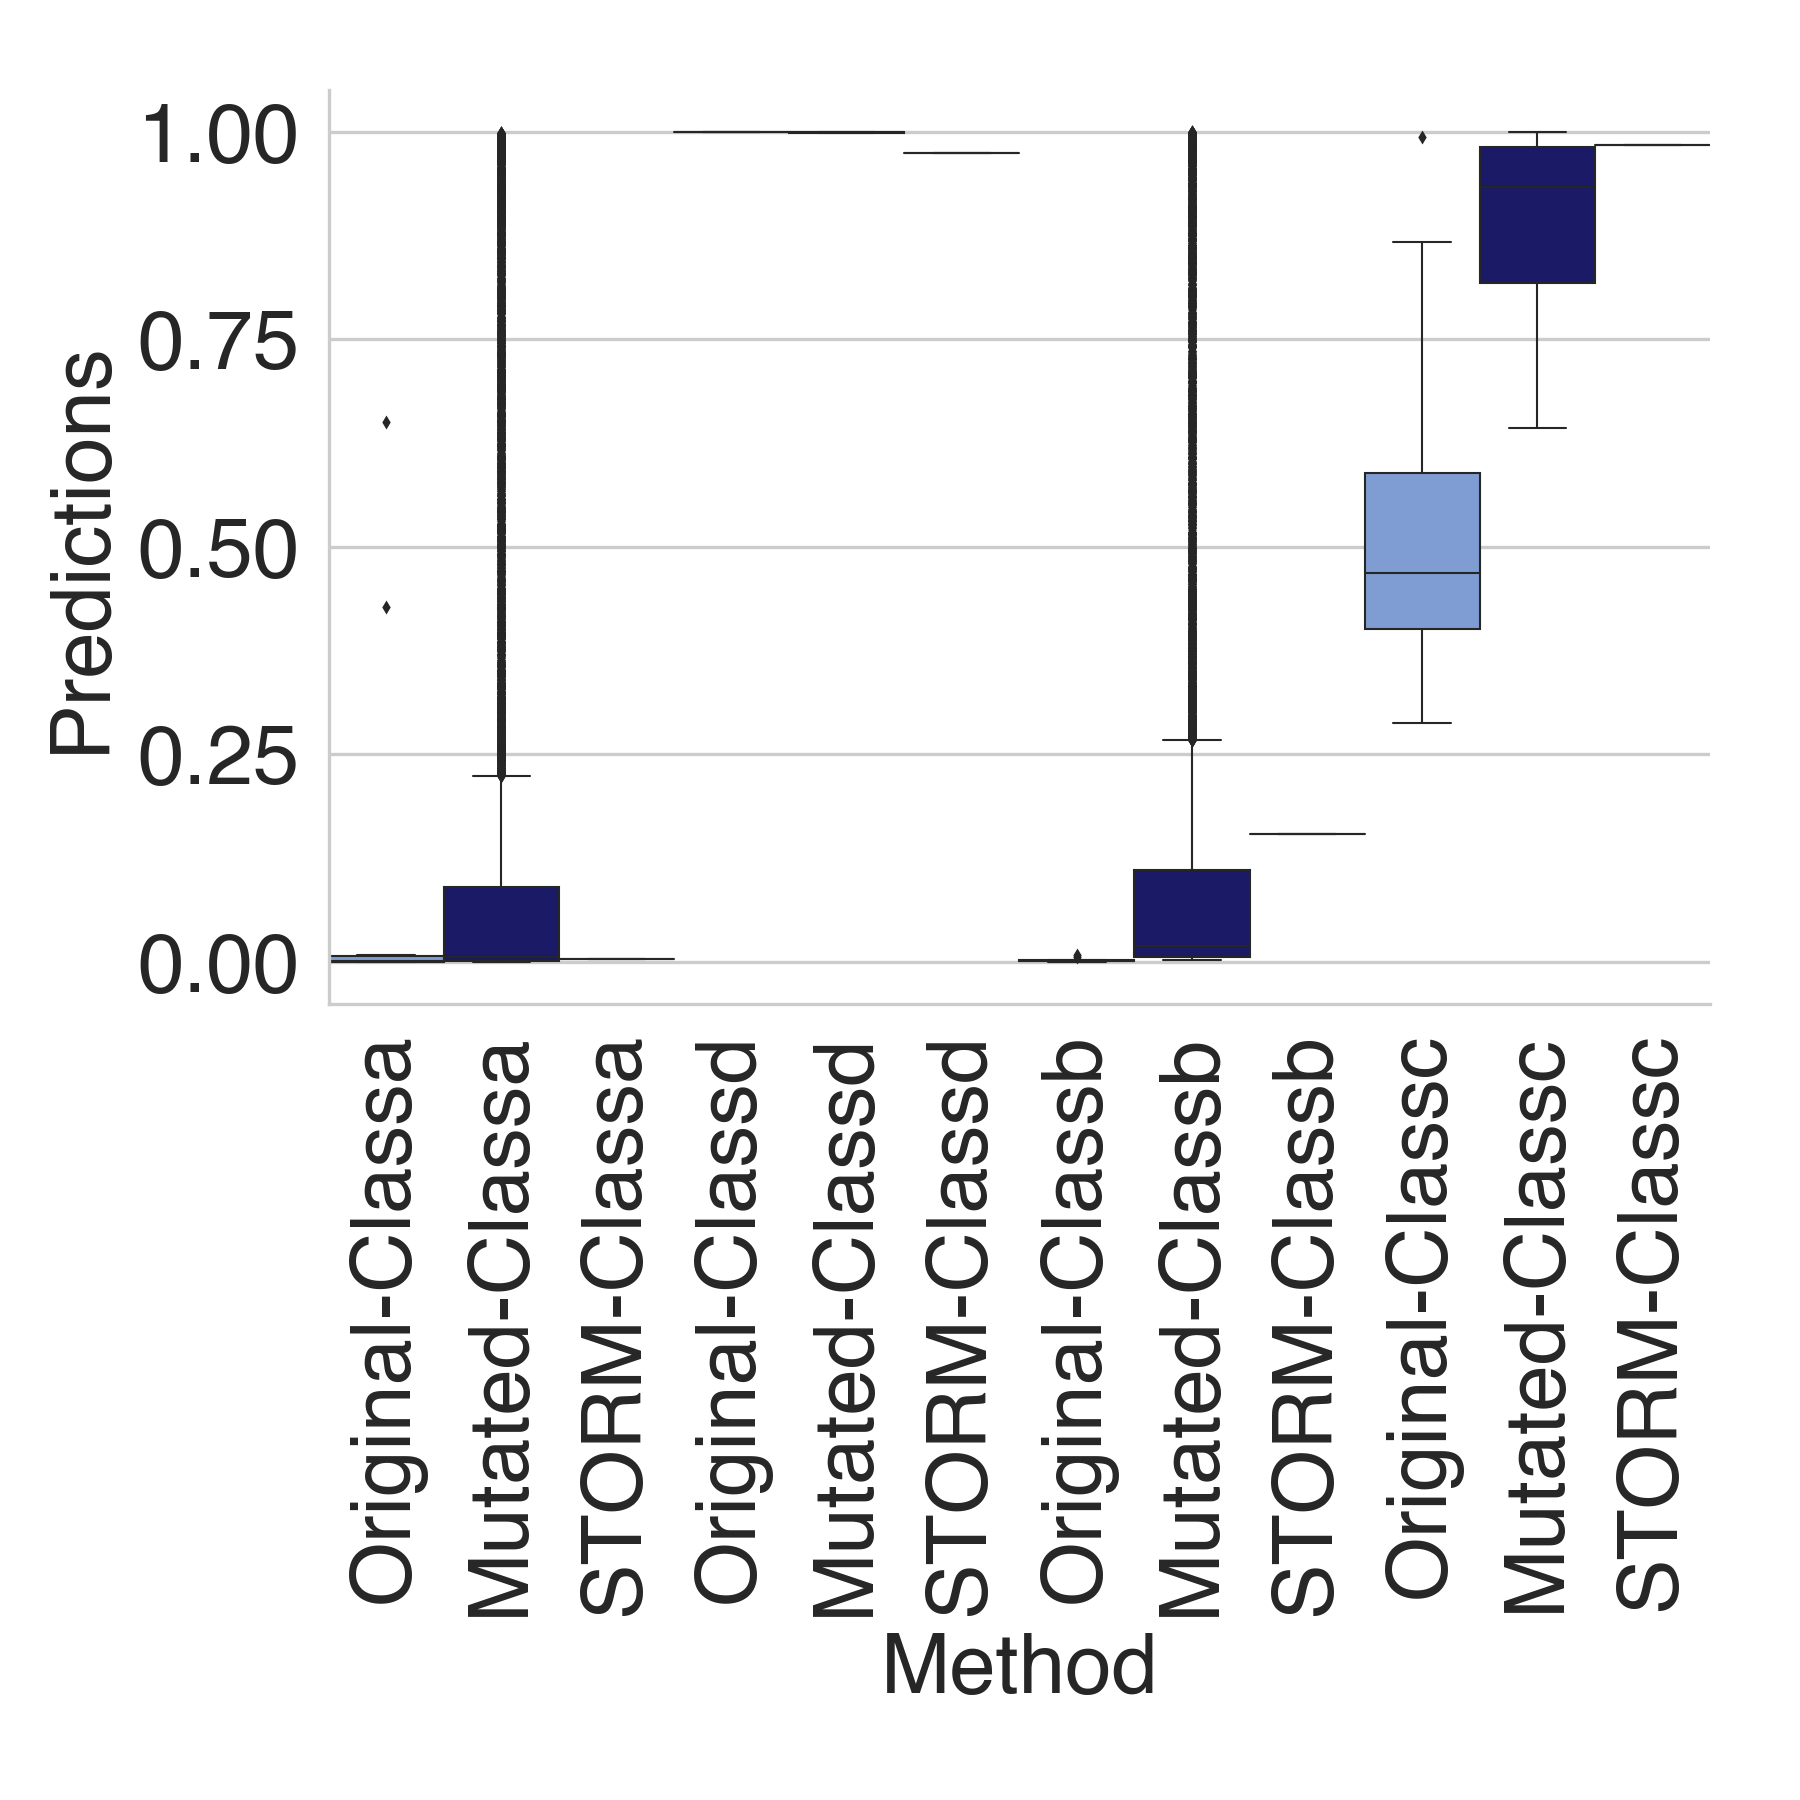 1.00
0.75
0.50
0.25
0.00
Predictions
Original-Classa
Mutated-Classa
STORM-Classa
Original-Classd
Mutated-Classd
STORM-Classd
Original-Classb
Mutated-Classb
STORM-Classb
Original-Classc
Mutated-Classc
STORM-Classc
Method